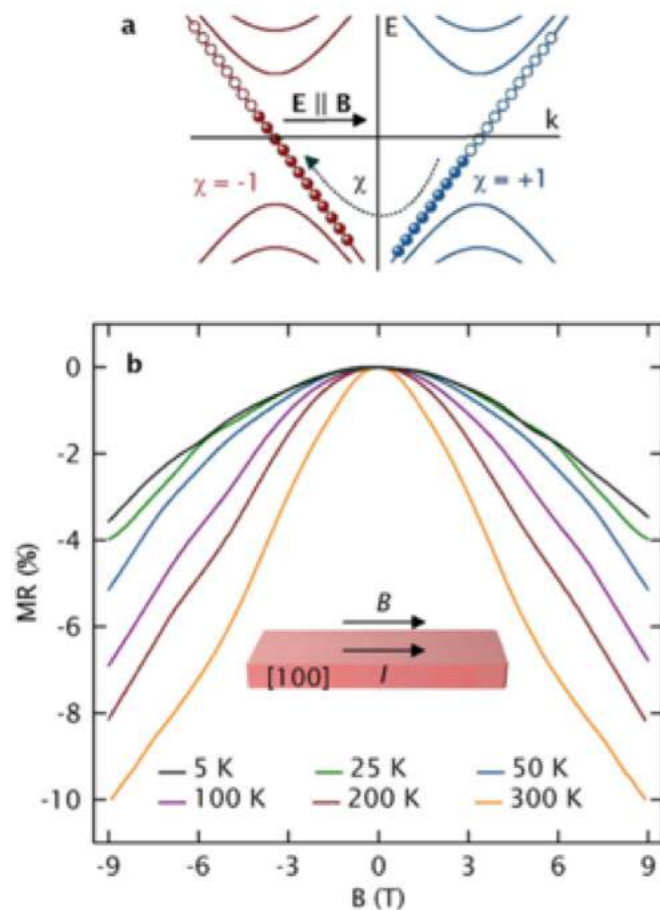 a
E
E || B
k
χ = -1
χ
χ = +1
b
0
-2
-4
-6
-8
-10
MR (%)
B
I
[100]
5 K 25 K 50 K
100 K 200 K 300 K
-9 -6 -3 0 3 6 9
B (T)